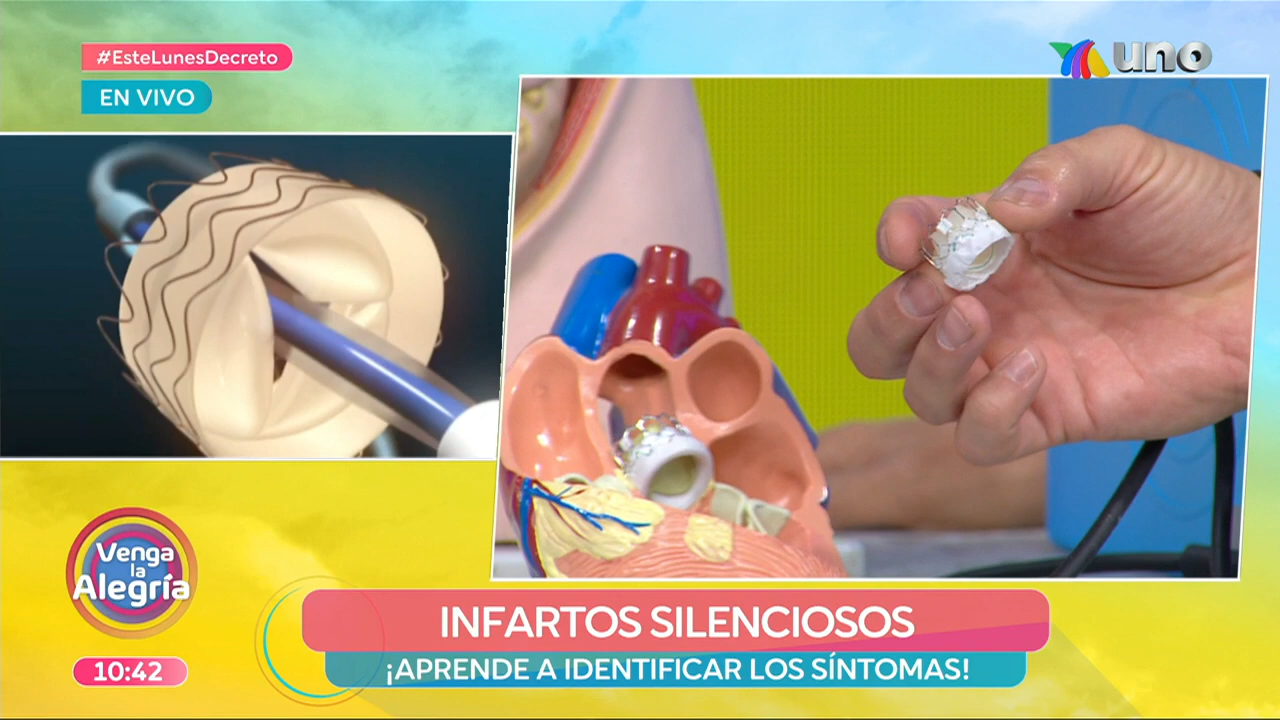 #EsteLunesDecreto
EN VIVO
uno
Venga
la
Alegría
10:42
INFARTOS SILENCIOSOS
¡APRENDE A IDENTIFICAR LOS SÍNTOMAS!